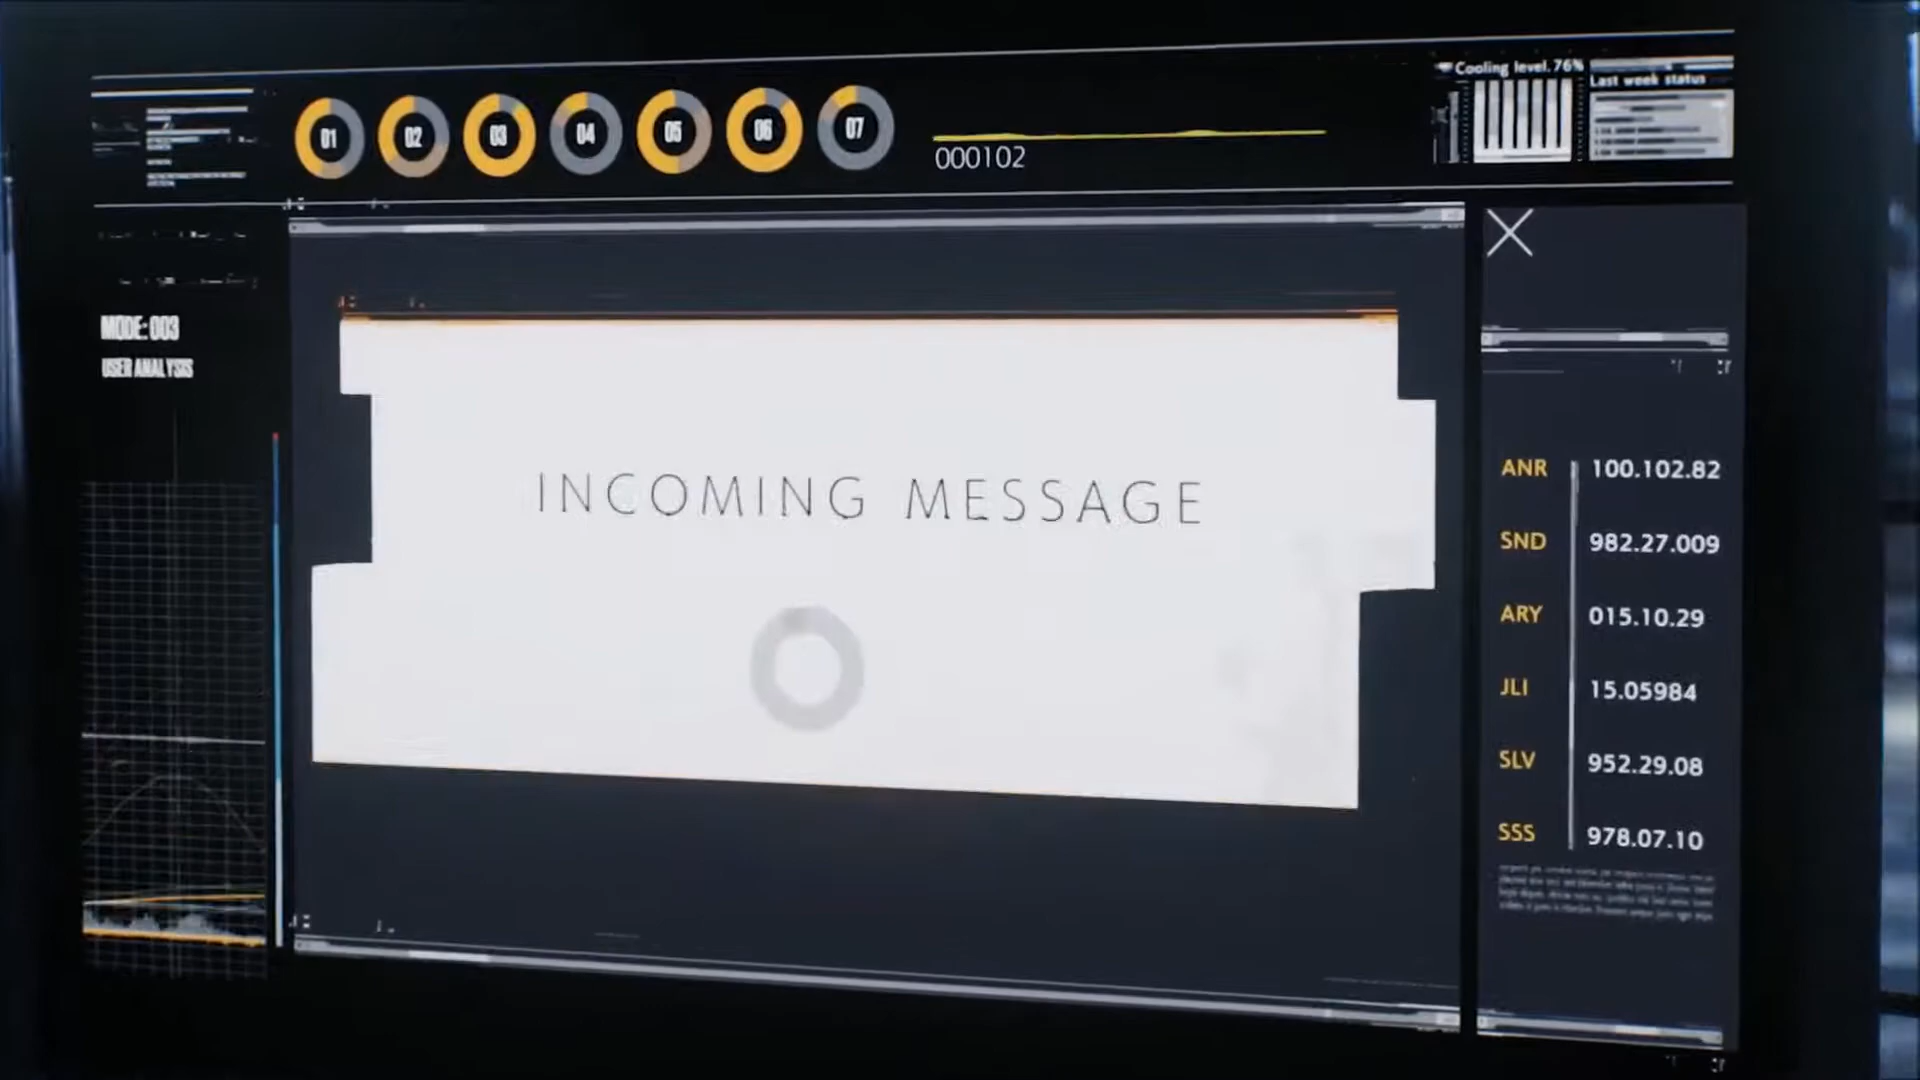 Cooling level.76%
Last week status
01 02 03 04 05 06 07
000102
MODE: 003
USER ANALYSIS
INCOMING MESSAGE
ANR 100.102.82
SND 982.27.009
ARY 015.10.29
JLI 15.05984
SLV 952.29.08
SSS 978.07.10